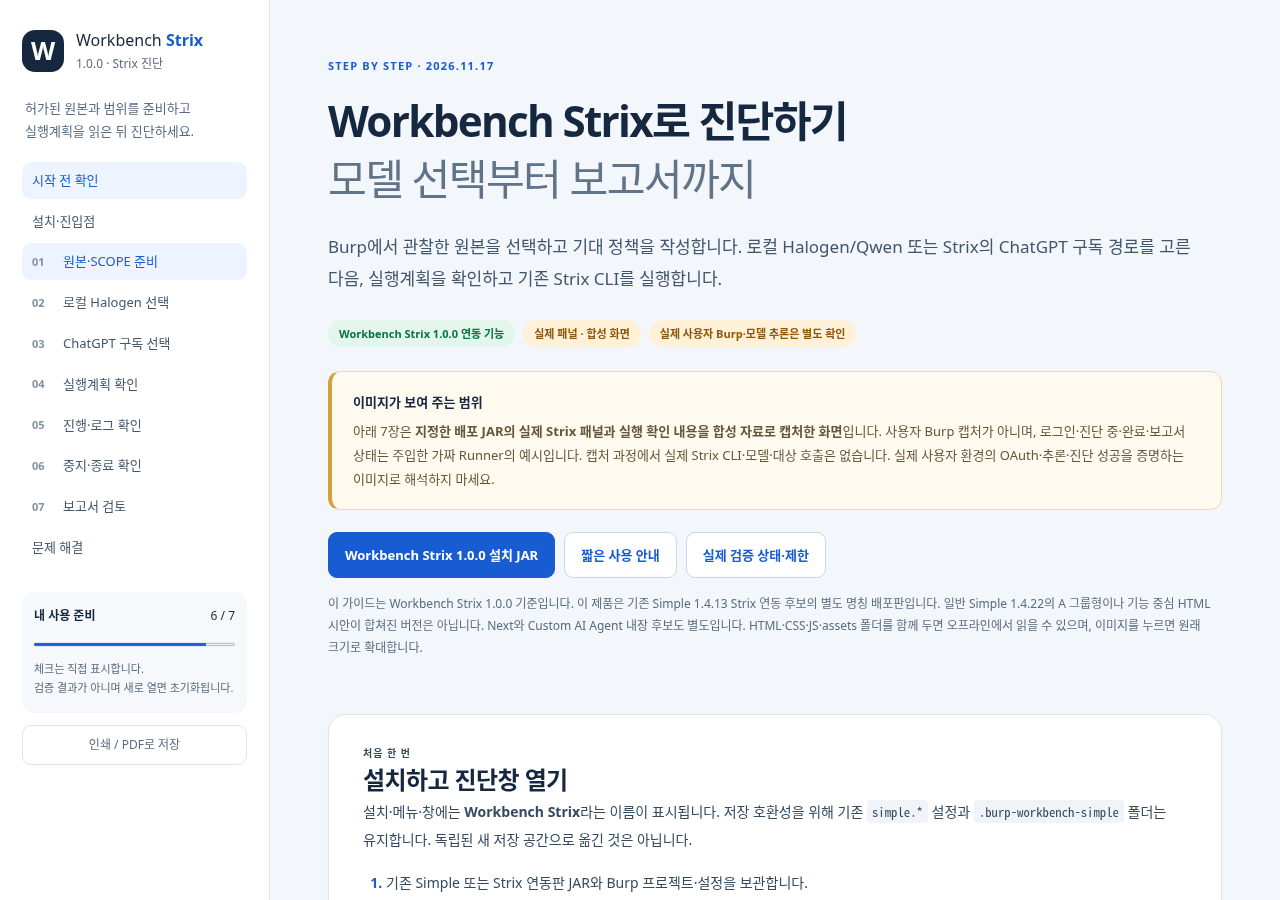 W
Workbench Strix
1.0.0 · Strix 진단
허가된 원본과 범위를 준비하고
실행계획을 읽은 뒤 진단하세요.
시작 전 확인
설치·진입점
01 원본·SCOPE 준비
02 로컬 Halogen 선택
03 ChatGPT 구독 선택
04 실행계획 확인
05 진행·로그 확인
06 중지·종료 확인
07 보고서 검토
문제 해결
내 사용 준비 6 / 7
체크는 직접 표시합니다.
검증 결과가 아니며 새로 열면 초기화됩니다.
인쇄 / PDF로 저장
STEP BY STEP · 2026.11.17
Workbench Strix로 진단하기
모델 선택부터 보고서까지
Burp에서 관찰한 원본을 선택하고 기대 정책을 작성합니다. 로컬 Halogen/Qwen 또는 Strix의 ChatGPT 구독 경로를 고른
다음, 실행계획을 확인하고 기존 Strix CLI를 실행합니다.
Workbench Strix 1.0.0 연동 기능 실제 패널 · 합성 화면 실제 사용자 Burp·모델 추론은 별도 확인
이미지가 보여 주는 범위
아래 7장은 지정한 배포 JAR의 실제 Strix 패널과 실행 확인 내용을 합성 자료로 캡처한 화면입니다. 사용자 Burp 캡처가 아니며, 로그인·진단 중·완료·보고서
상태는 주입한 가짜 Runner의 예시입니다. 캡처 과정에서 실제 Strix CLI·모델·대상 호출은 없습니다. 실제 사용자 환경의 OAuth·추론·진단 성공을 증명하는
이미지로 해석하지 마세요.
Workbench Strix 1.0.0 설치 JAR 짧은 사용 안내 실제 검증 상태·제한
이 가이드는 Workbench Strix 1.0.0 기준입니다. 이 제품은 기존 Simple 1.4.13 Strix 연동 후보의 별도 명칭 배포판입니다. 일반 Simple 1.4.22의 A 그룹형이나 기능 중심 HTML
시안이 합쳐진 버전은 아닙니다. Next와 Custom AI Agent 내장 후보도 별도입니다. HTML·CSS·JS·assets 폴더를 함께 두면 오프라인에서 읽을 수 있으며, 이미지를 누르면 원래
크기로 확대합니다.
처음 한 번
설치하고 진단창 열기
설치·메뉴·창에는 Workbench Strix라는 이름이 표시됩니다. 저장 호환성을 위해 기존 simple.* 설정과 .burp-workbench-simple 폴더는
유지합니다. 독립된 새 저장 공간으로 옮긴 것은 아닙니다.
1. 기존 Simple 또는 Strix 연동판 JAR와 Burp 프로젝트·설정을 보관합니다.